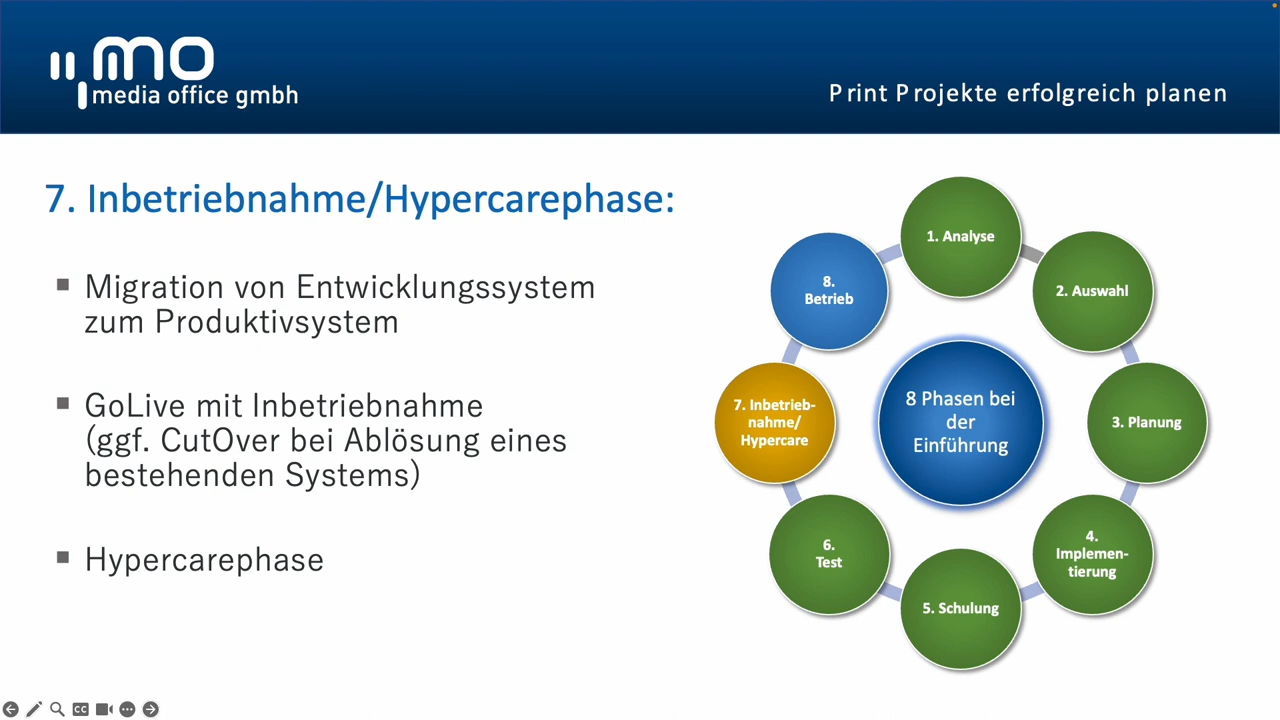 mo
media office gmbh
Print Projekte erfolgreich planen
7. Inbetriebnahme/Hypercarephase:
▪ Migration von Entwicklungssystem
zum Produktivsystem
▪ GoLive mit Inbetriebnahme
(ggf. CutOver bei Ablösung eines
bestehenden Systems)
▪ Hypercarephase
1. Analyse
2. Auswahl
3. Planung
4.
Implemen-
tierung
5. Schulung
6.
Test
7. Inbetrieb-
nahme/
Hypercare
8.
Betrieb
8 Phasen bei
der
Einführung
CC